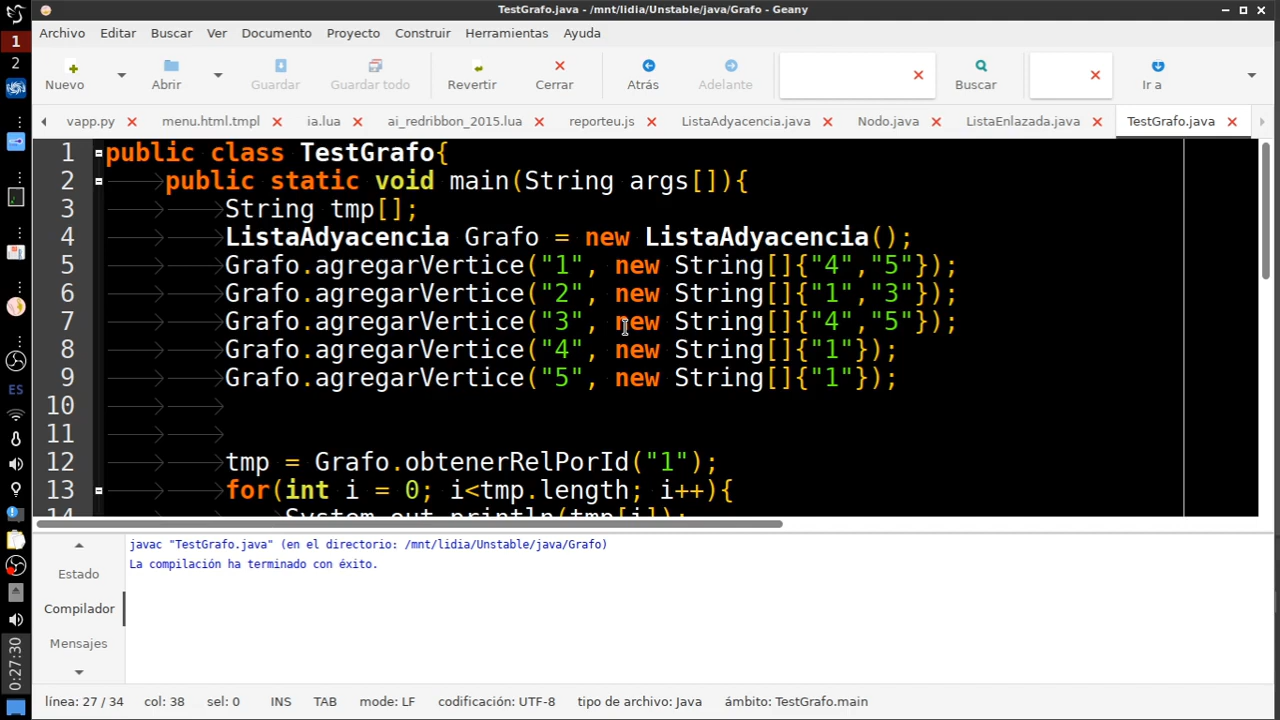 TestGrafo.java - /mnt/lidia/Unstable/java/Grafo - Geany
1
2
ES
0:27:30
Archivo Editar Buscar Ver Documento Proyecto Construir Herramientas Ayuda
Nuevo Abrir Guardar Guardar todo Revertir Cerrar Atrás Adelante Buscar Ir a
vapp.py menu.html.tmpl ia.lua ai_redribbon_2015.lua reporteu.js ListaAdyacencia.java Nodo.java ListaEnlazada.java TestGrafo.java
1 public class TestGrafo{
2 public static void main(String args[]){
3 String tmp[];
4 ListaAdyacencia Grafo = new ListaAdyacencia();
5 Grafo.agregarVertice("1", new String[]{"4","5"});
6 Grafo.agregarVertice("2", new String[]{"1","3"});
7 Grafo.agregarVertice("3", new String[]{"4","5"});
8 Grafo.agregarVertice("4", new String[]{"1"});
9 Grafo.agregarVertice("5", new String[]{"1"});
10
11
12 tmp = Grafo.obtenerRelPorId("1");
13 for(int i = 0; i<tmp.length; i++){
14 System.out.println(tmp[i]);
Estado
Compilador
Mensajes
javac "TestGrafo.java" (en el directorio: /mnt/lidia/Unstable/java/Grafo)
La compilación ha terminado con éxito.
línea: 27 / 34 col: 38 sel: 0 INS TAB mode: LF codificación: UTF-8 tipo de archivo: Java ámbito: TestGrafo.main